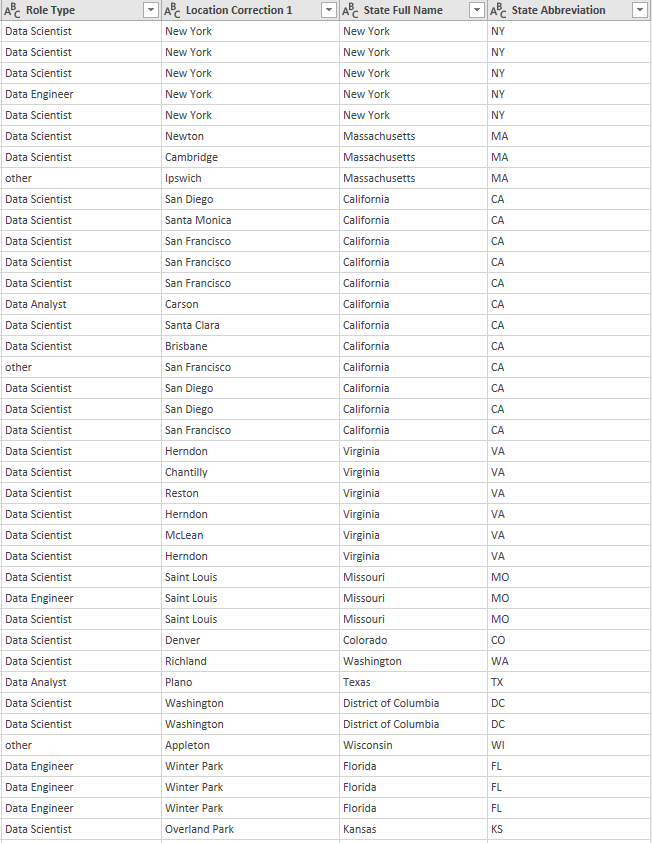 ABC Role Type ABC Location Correction 1 ABC State Full Name ABC State Abbreviation
Data Scientist New York New York NY
Data Scientist New York New York NY
Data Scientist New York New York NY
Data Engineer New York New York NY
Data Scientist New York New York NY
Data Scientist Newton Massachusetts MA
Data Scientist Cambridge Massachusetts MA
other Ipswich Massachusetts MA
Data Scientist San Diego California CA
Data Scientist Santa Monica California CA
Data Scientist San Francisco California CA
Data Scientist San Francisco California CA
Data Scientist San Francisco California CA
Data Analyst Carson California CA
Data Scientist Santa Clara California CA
Data Scientist Brisbane California CA
other San Francisco California CA
Data Scientist San Diego California CA
Data Scientist San Diego California CA
Data Scientist San Francisco California CA
Data Scientist Herndon Virginia VA
Data Scientist Chantilly Virginia VA
Data Scientist Reston Virginia VA
Data Scientist Herndon Virginia VA
Data Scientist McLean Virginia VA
Data Scientist Herndon Virginia VA
Data Scientist Saint Louis Missouri MO
Data Engineer Saint Louis Missouri MO
Data Scientist Saint Louis Missouri MO
Data Scientist Denver Colorado CO
Data Scientist Richland Washington WA
Data Analyst Plano Texas TX
Data Scientist Washington District of Columbia DC
Data Scientist Washington District of Columbia DC
other Appleton Wisconsin WI
Data Engineer Winter Park Florida FL
Data Engineer Winter Park Florida FL
Data Engineer Winter Park Florida FL
Data Scientist Overland Park Kansas KS